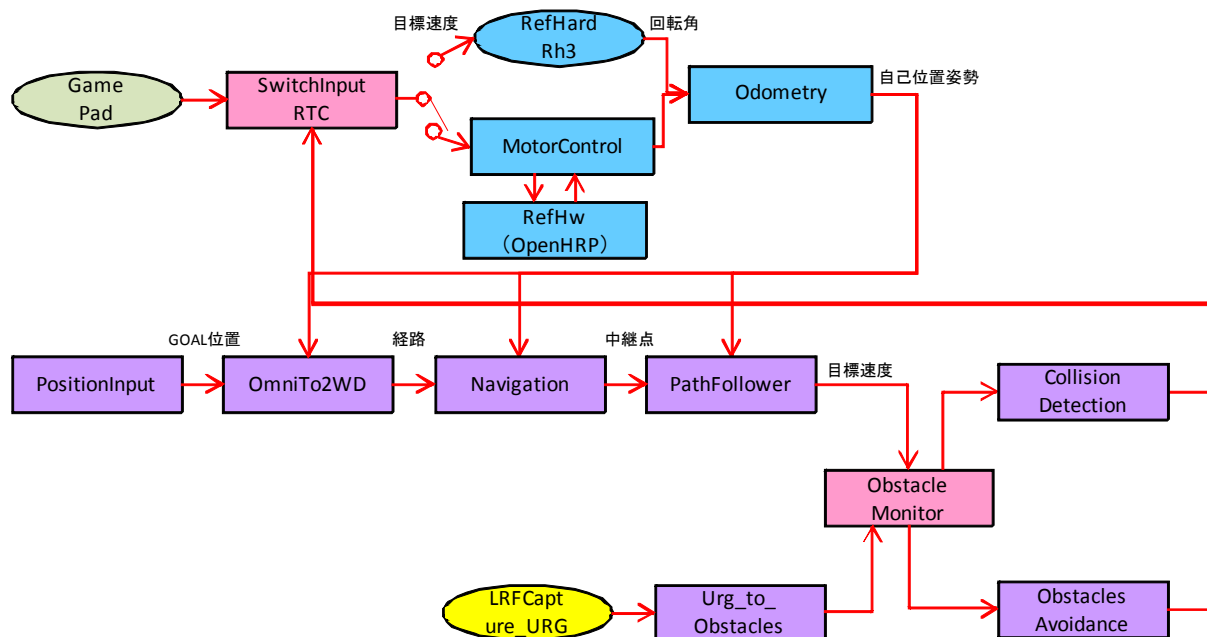 目標速度
RefHard
Rh3
回転角
Game
Pad
SwitchInput
RTC
Odometry
自己位置姿勢
MotorControl
RefHw
（OpenHRP）
GOAL位置
経路
中継点
PositionInput
OmniTo2WD
Navigation
PathFollower
目標速度
Collision
Detection
Obstacle
Monitor
LRFCapt
ure_URG
Urg_to_
Obstacles
Obstacles
Avoidance